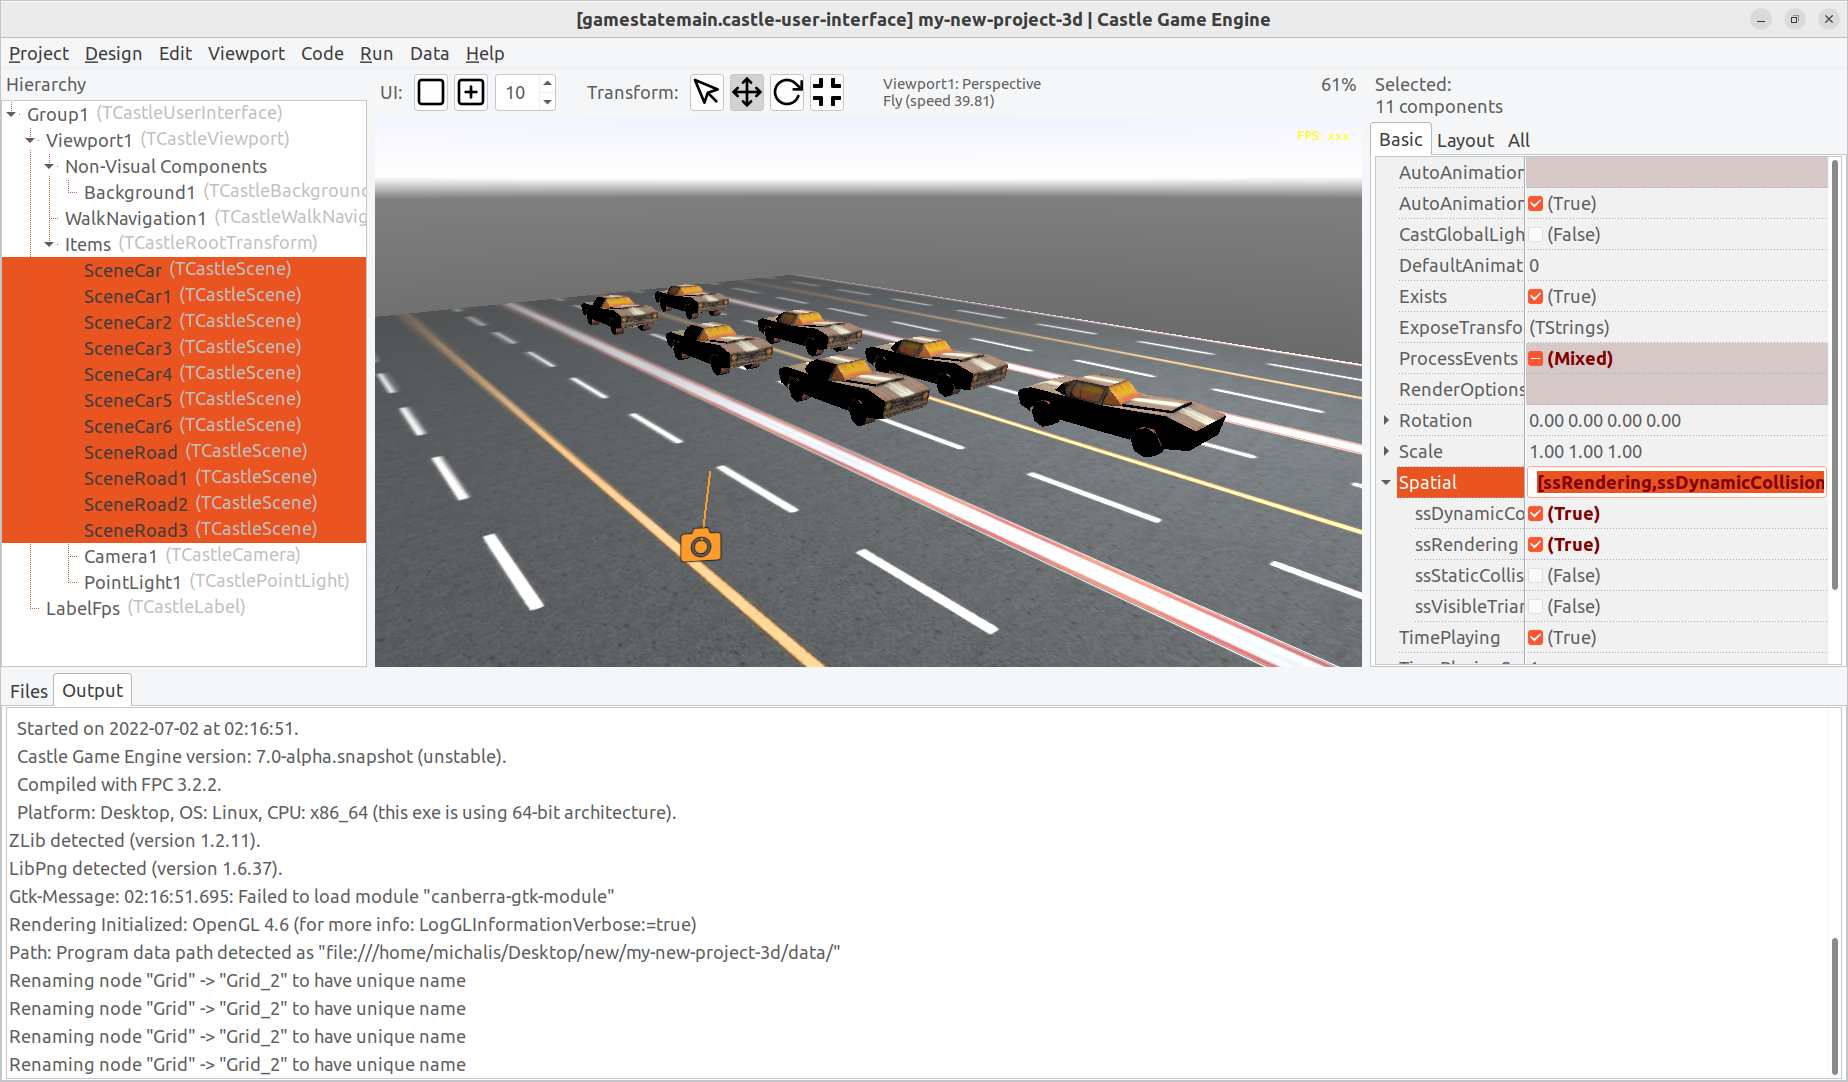 [gamestatemain.castle-user-interface] my-new-project-3d | Castle Game Engine
Project Design Edit Viewport Code Run Data Help
Hierarchy
Group1 (TCastleUserInterface)
Viewport1 (TCastleViewport)
Non-Visual Components
Background1 (TCastleBackground
WalkNavigation1 (TCastleWalkNavig
Items (TCastleRootTransform)
SceneCar (TCastleScene)
SceneCar1 (TCastleScene)
SceneCar2 (TCastleScene)
SceneCar3 (TCastleScene)
SceneCar4 (TCastleScene)
SceneCar5 (TCastleScene)
SceneCar6 (TCastleScene)
SceneRoad (TCastleScene)
SceneRoad1 (TCastleScene)
SceneRoad2 (TCastleScene)
SceneRoad3 (TCastleScene)
Camera1 (TCastleCamera)
PointLight1 (TCastlePointLight)
LabelFps (TCastleLabel)
UI: 10 Transform:
Viewport1: Perspective
Fly (speed 39.81)
61%
FPS: xxx
Selected:
11 components
Basic Layout All
AutoAnimation
AutoAnimation (True)
CastGlobalLigh (False)
DefaultAnimat 0
Exists (True)
ExposeTransfo (TStrings)
ProcessEvents (Mixed)
RenderOptions
Rotation 0.00 0.00 0.00 0.00
Scale 1.00 1.00 1.00
Spatial [ssRendering,ssDynamicCollision
ssDynamicCo (True)
ssRendering (True)
ssStaticCollis (False)
ssVisibleTrian (False)
TimePlaying (True)
Files Output
Started on 2022-07-02 at 02:16:51.
Castle Game Engine version: 7.0-alpha.snapshot (unstable).
Compiled with FPC 3.2.2.
Platform: Desktop, OS: Linux, CPU: x86_64 (this exe is using 64-bit architecture).
ZLib detected (version 1.2.11).
LibPng detected (version 1.6.37).
Gtk-Message: 02:16:51.695: Failed to load module "canberra-gtk-module"
Rendering Initialized: OpenGL 4.6 (for more info: LogGLInformationVerbose:=true)
Path: Program data path detected as "file:///home/michalis/Desktop/new/my-new-project-3d/data/"
Renaming node "Grid" -> "Grid_2" to have unique name
Renaming node "Grid" -> "Grid_2" to have unique name
Renaming node "Grid" -> "Grid_2" to have unique name
Renaming node "Grid" -> "Grid_2" to have unique name